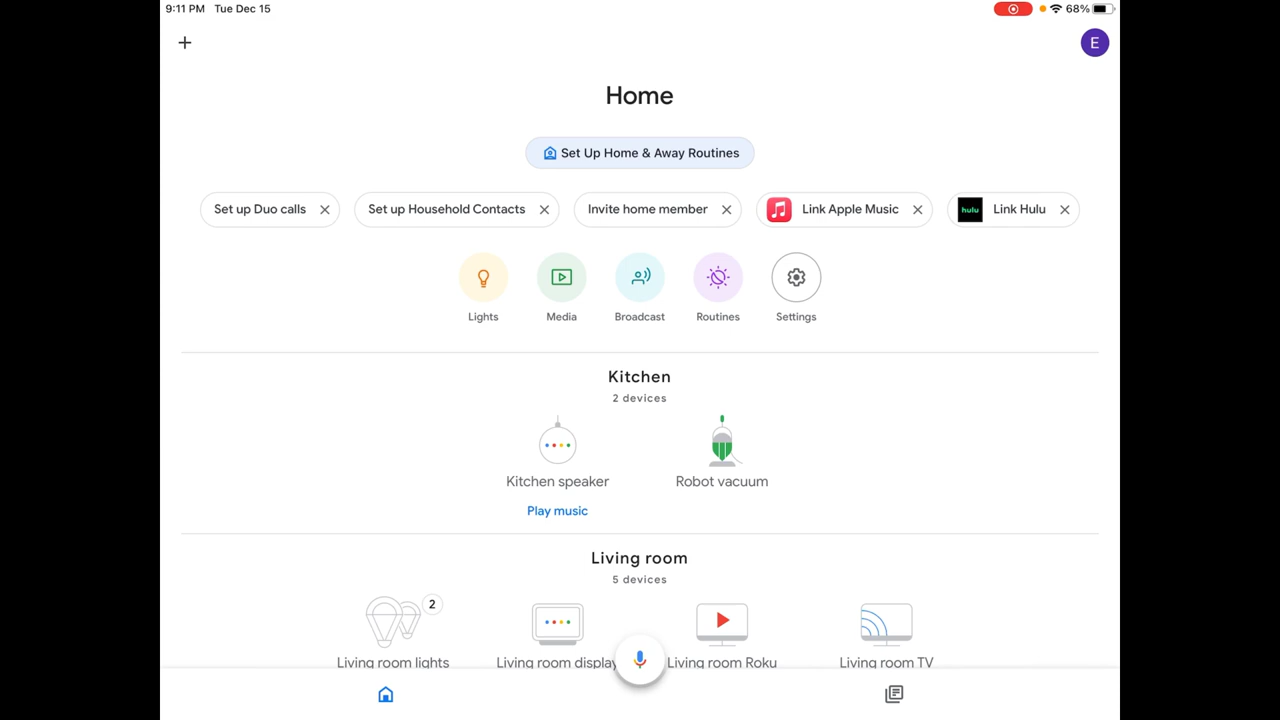 9:11 PM Tue Dec 15
68%
E
Home
Set Up Home & Away Routines
Set up Duo calls
Set up Household Contacts
Invite home member
Link Apple Music
hulu Link Hulu
Lights
Media
Broadcast
Routines
Settings
Kitchen
2 devices
Kitchen speaker
Robot vacuum
Play music
Living room
5 devices
2
Living room lights
Living room display
Living room Roku
Living room TV